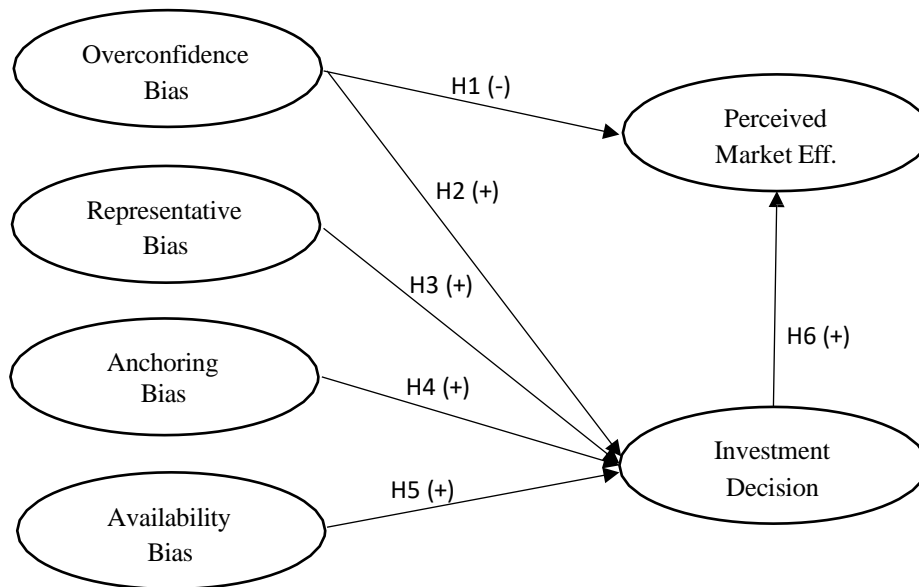 Overconfidence
Bias
H1 (-)
Perceived
Market Eff.
H2 (+)
Representative
Bias
H3 (+)
H6 (+)
Anchoring
Bias
H4 (+)
Investment
Decision
H5 (+)
Availability
Bias